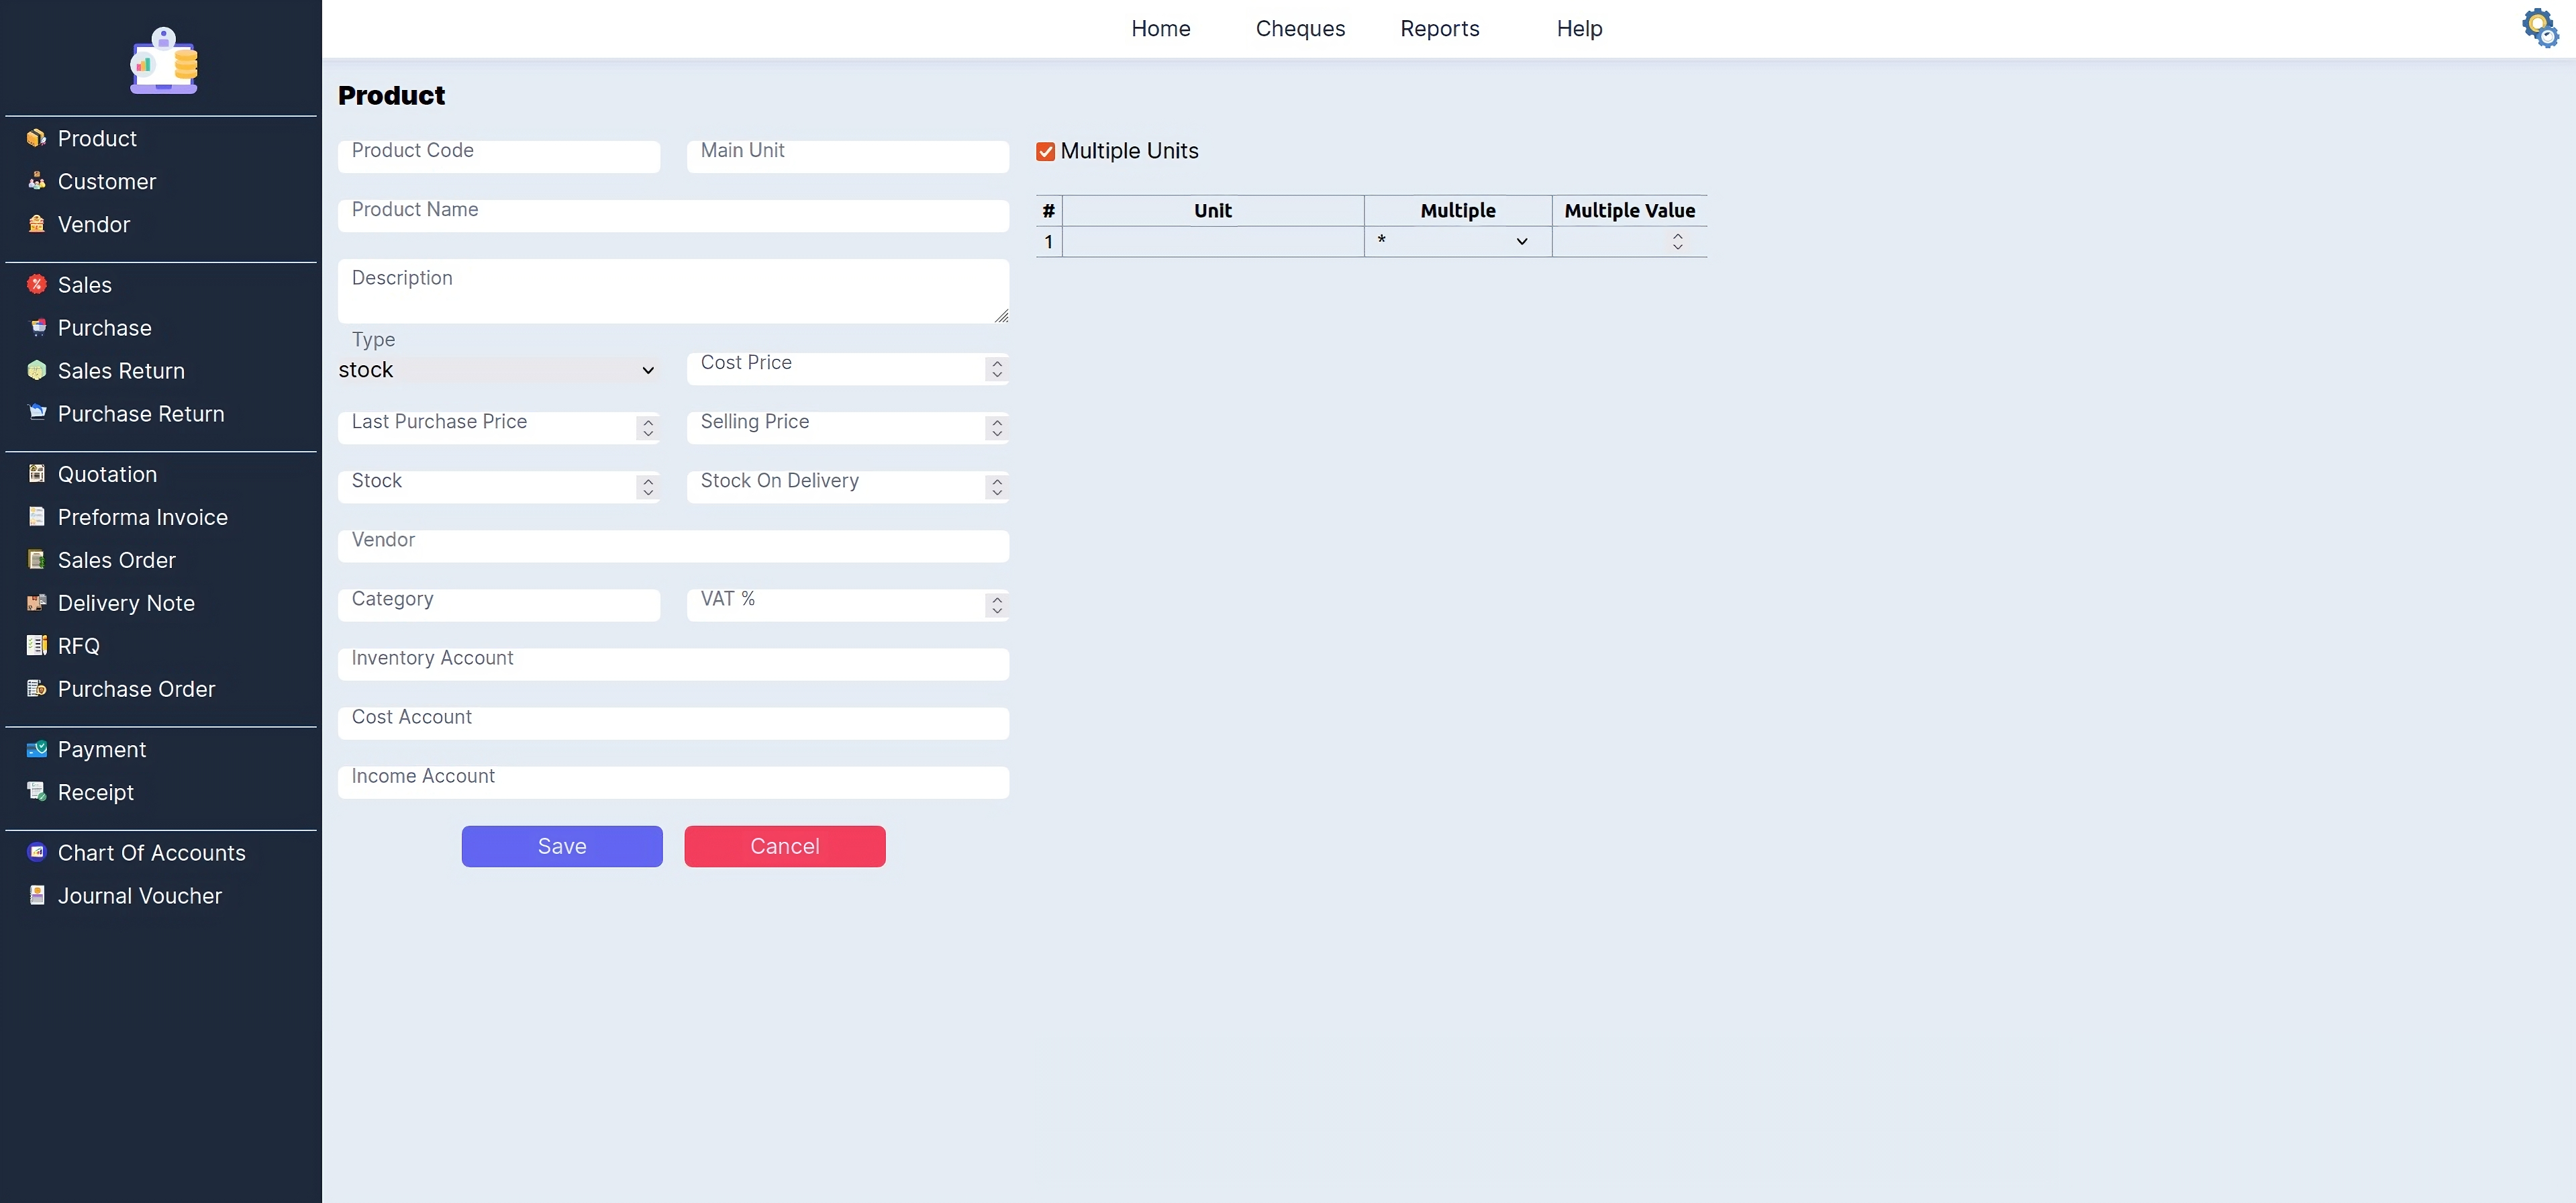 Home Cheques Reports Help
Product
Customer
Vendor
Sales
Purchase
Sales Return
Purchase Return
Quotation
Preforma Invoice
Sales Order
Delivery Note
RFQ
Purchase Order
Payment
Receipt
Chart Of Accounts
Journal Voucher
Product
Product Code Main Unit
Product Name
Description
Type
stock Cost Price
Last Purchase Price Selling Price
Stock Stock On Delivery
Vendor
Category VAT %
Inventory Account
Cost Account
Income Account
Save Cancel
Multiple Units
# Unit Multiple Multiple Value
1 *